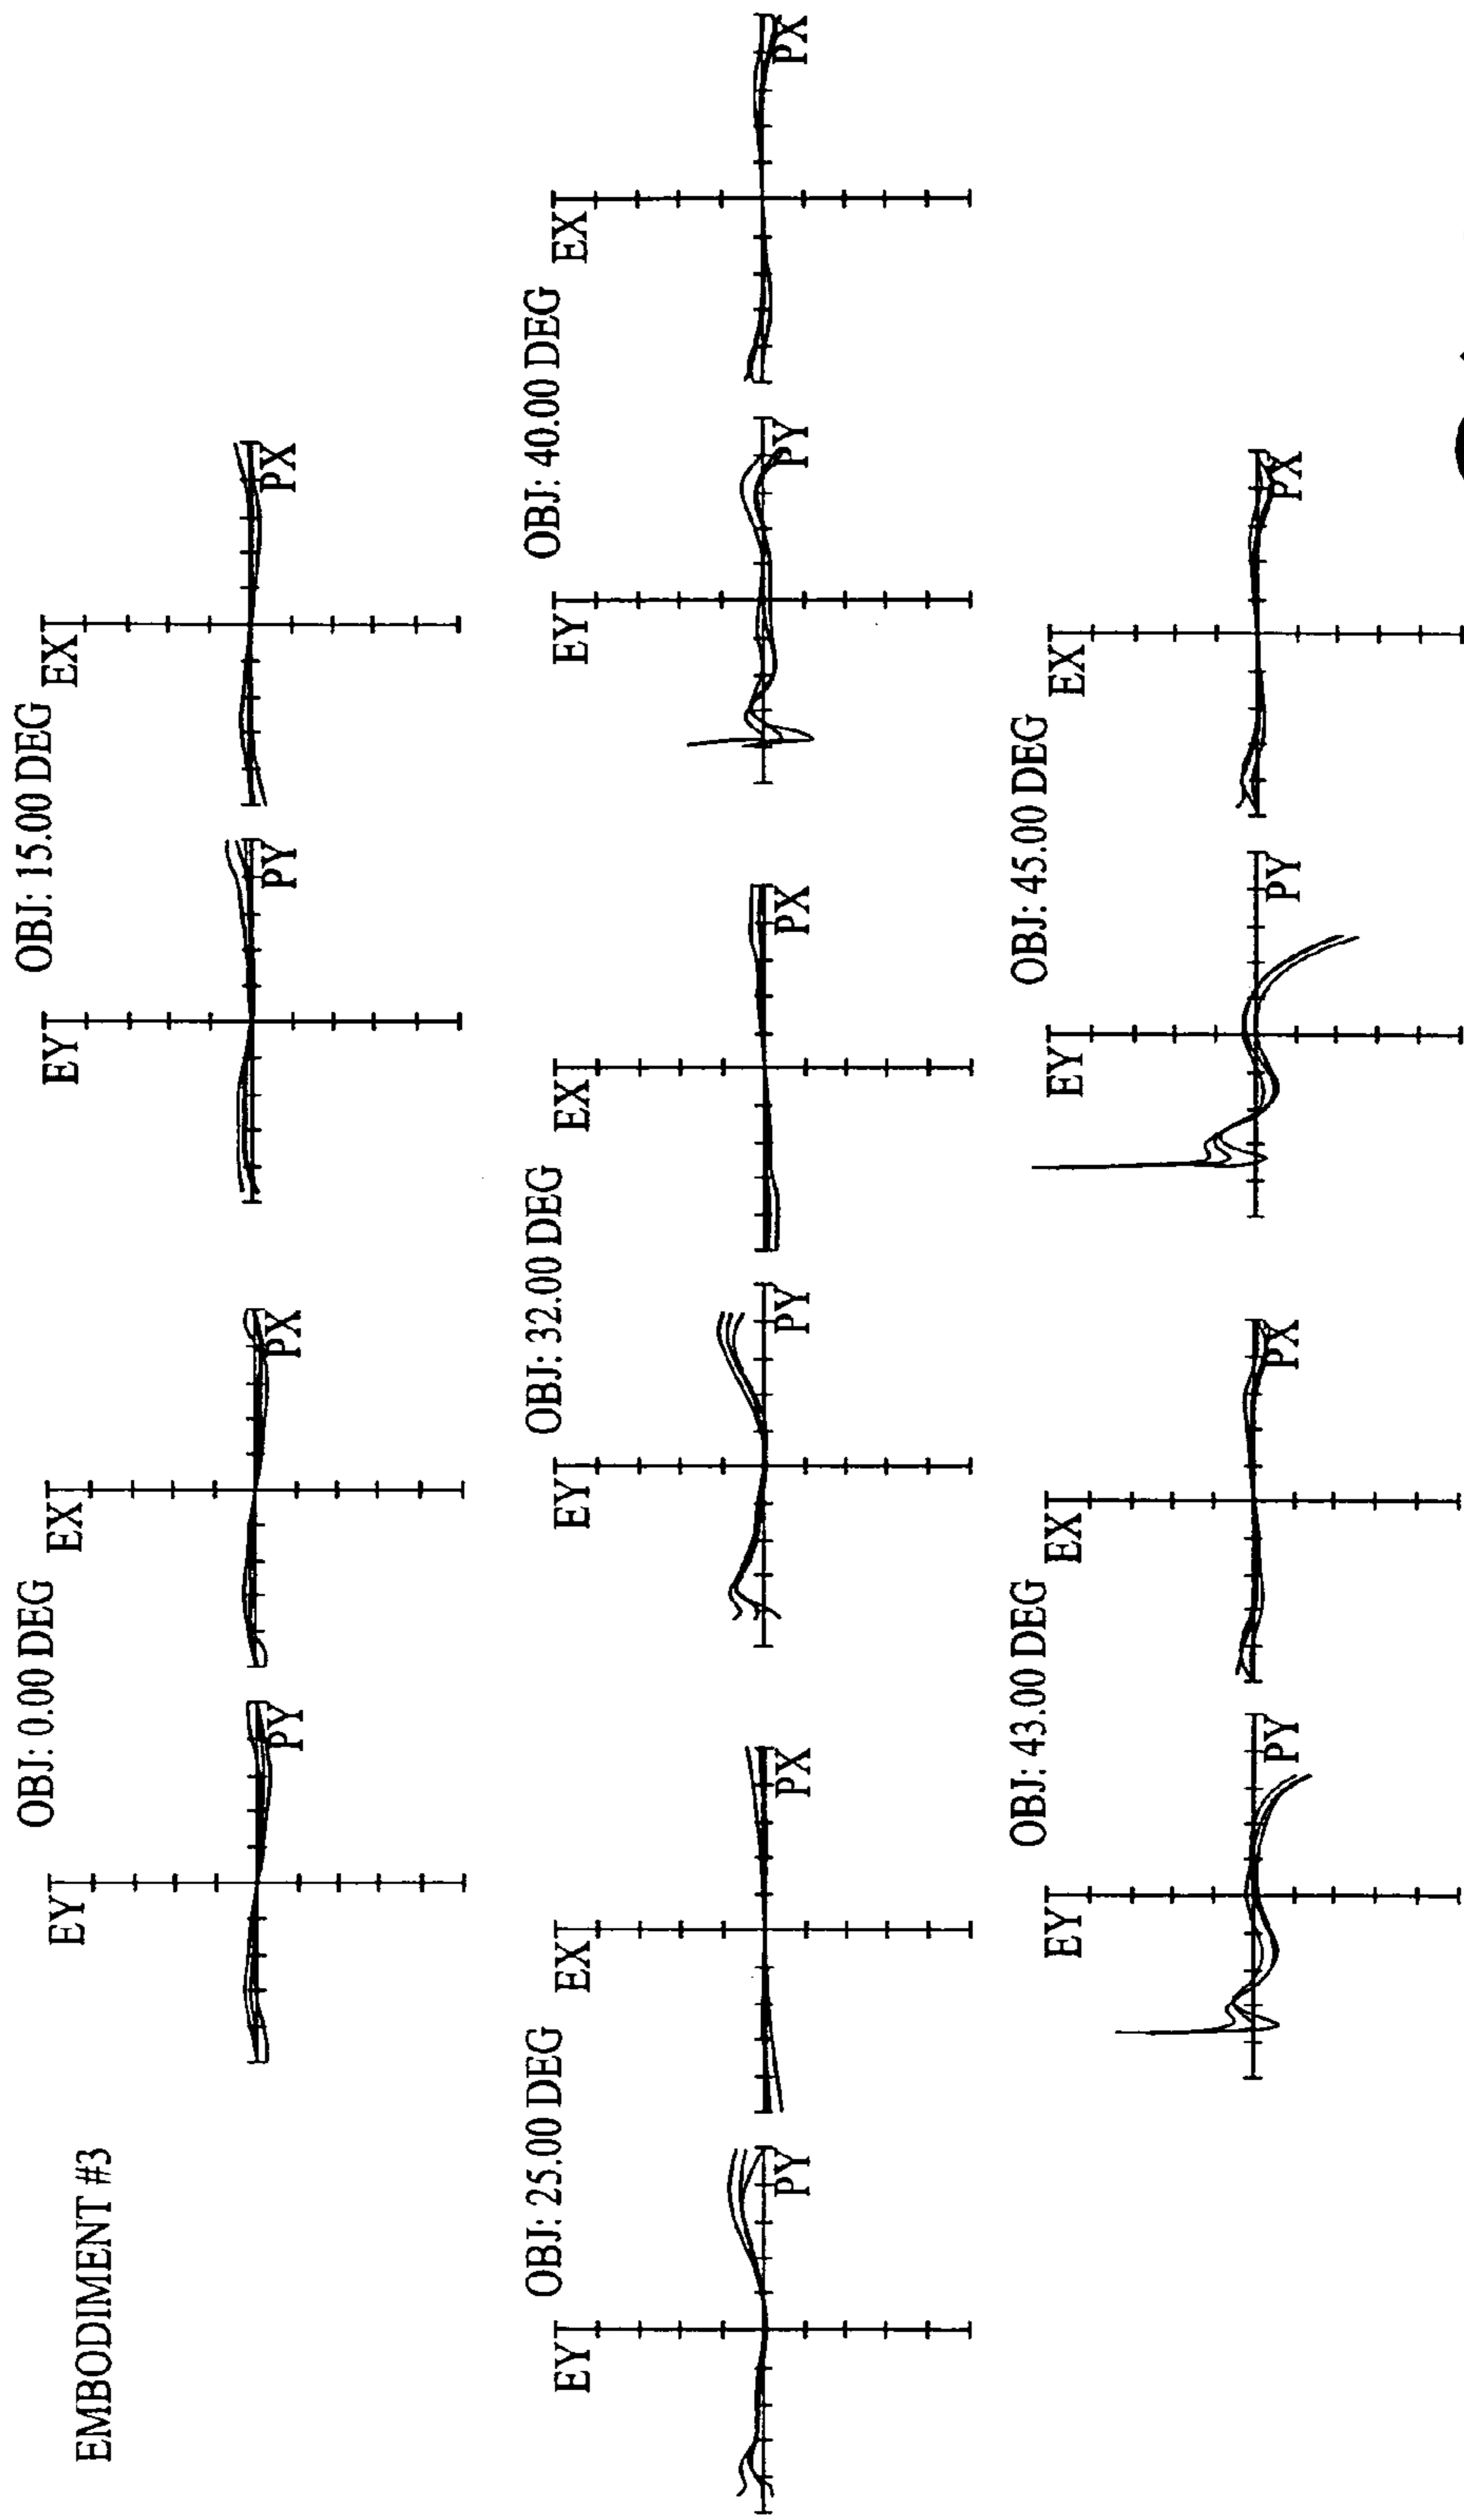 EMBODIMENT #3
OBJ: 0.00 DEG
EY
PY
EX
PX
OBJ: 15.00 DEG
EY
PY
EX
PX
OBJ: 25.00 DEG
EY
PY
EX
PX
OBJ: 32.00 DEG
EY
PY
EX
PX
OBJ: 40.00 DEG
EY
PY
EX
PX
OBJ: 43.00 DEG
EY
PY
EX
PX
OBJ: 45.00 DEG
EY
PY
EX
PX